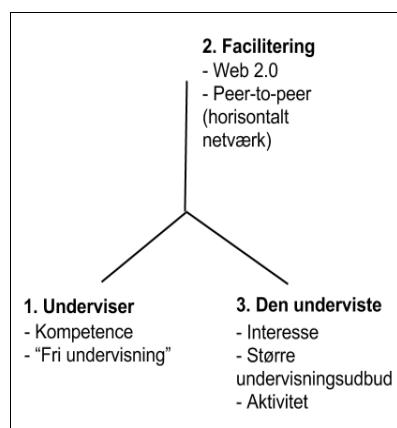 2. Facilitering
- Web 2.0
- Peer-to-peer
(horisontalt
netværk)
1. Underviser
- Kompetence
- “Fri undervisning”
3. Den underviste
- Interesse
- Større
undervisningsudbud
- Aktivitet